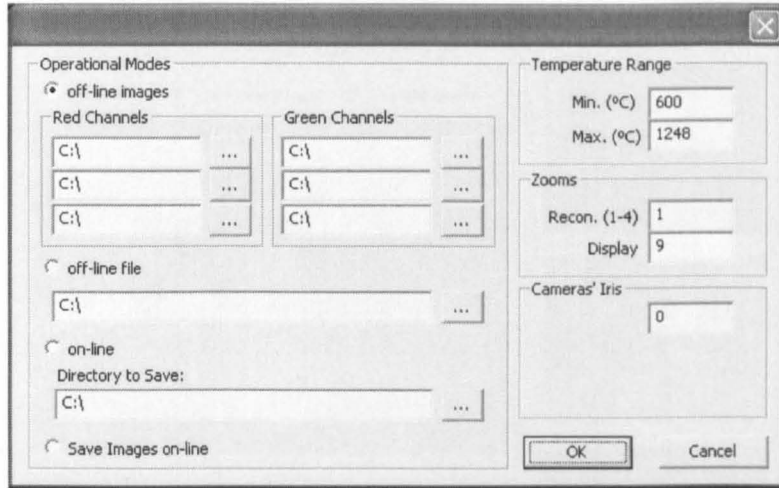 Operational Modes
off-line images
Red Channels
C:\ ...
C:\ ...
C:\ ...
Green Channels
C:\ ...
C:\ ...
C:\ ...
off-line file
C:\ ...
on-line
Directory to Save:
C:\ ...
Save Images on-line
Temperature Range
Min. (ºC) 600
Max. (ºC) 1248
Zooms
Recon. (1-4) 1
Display 9
Cameras' Iris
0
OK
Cancel